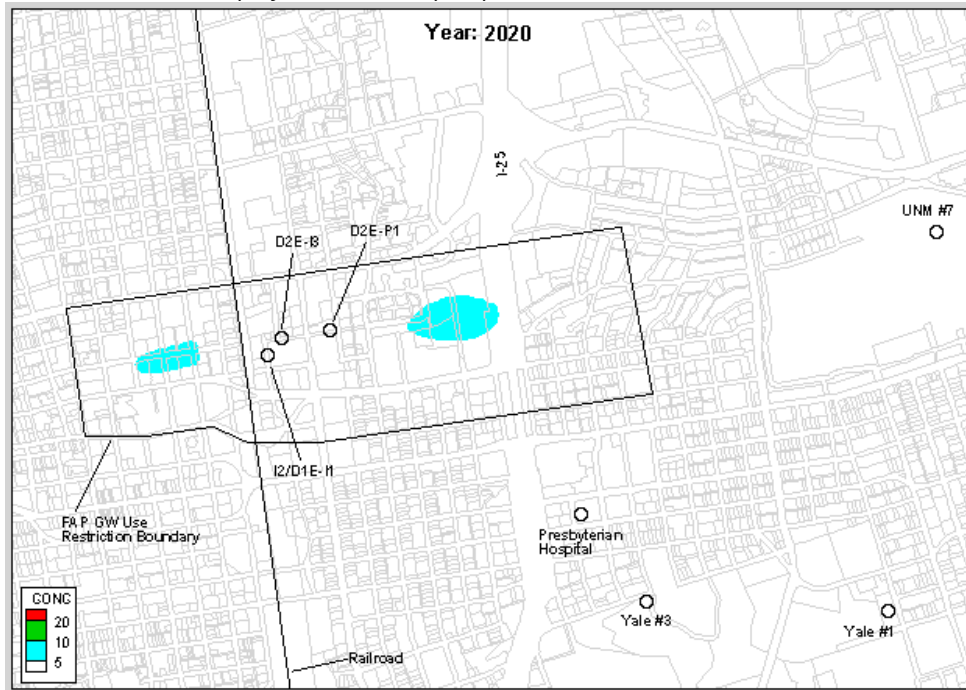 Year: 2020
I-25
UNM #7
D2E-I3
D2E-P1
I2/D1E-I1
FAP GW Use
Restriction Boundary
Presbyterian
Hospital
CONC
20
10
5
Yale #3
Yale #1
Railroad